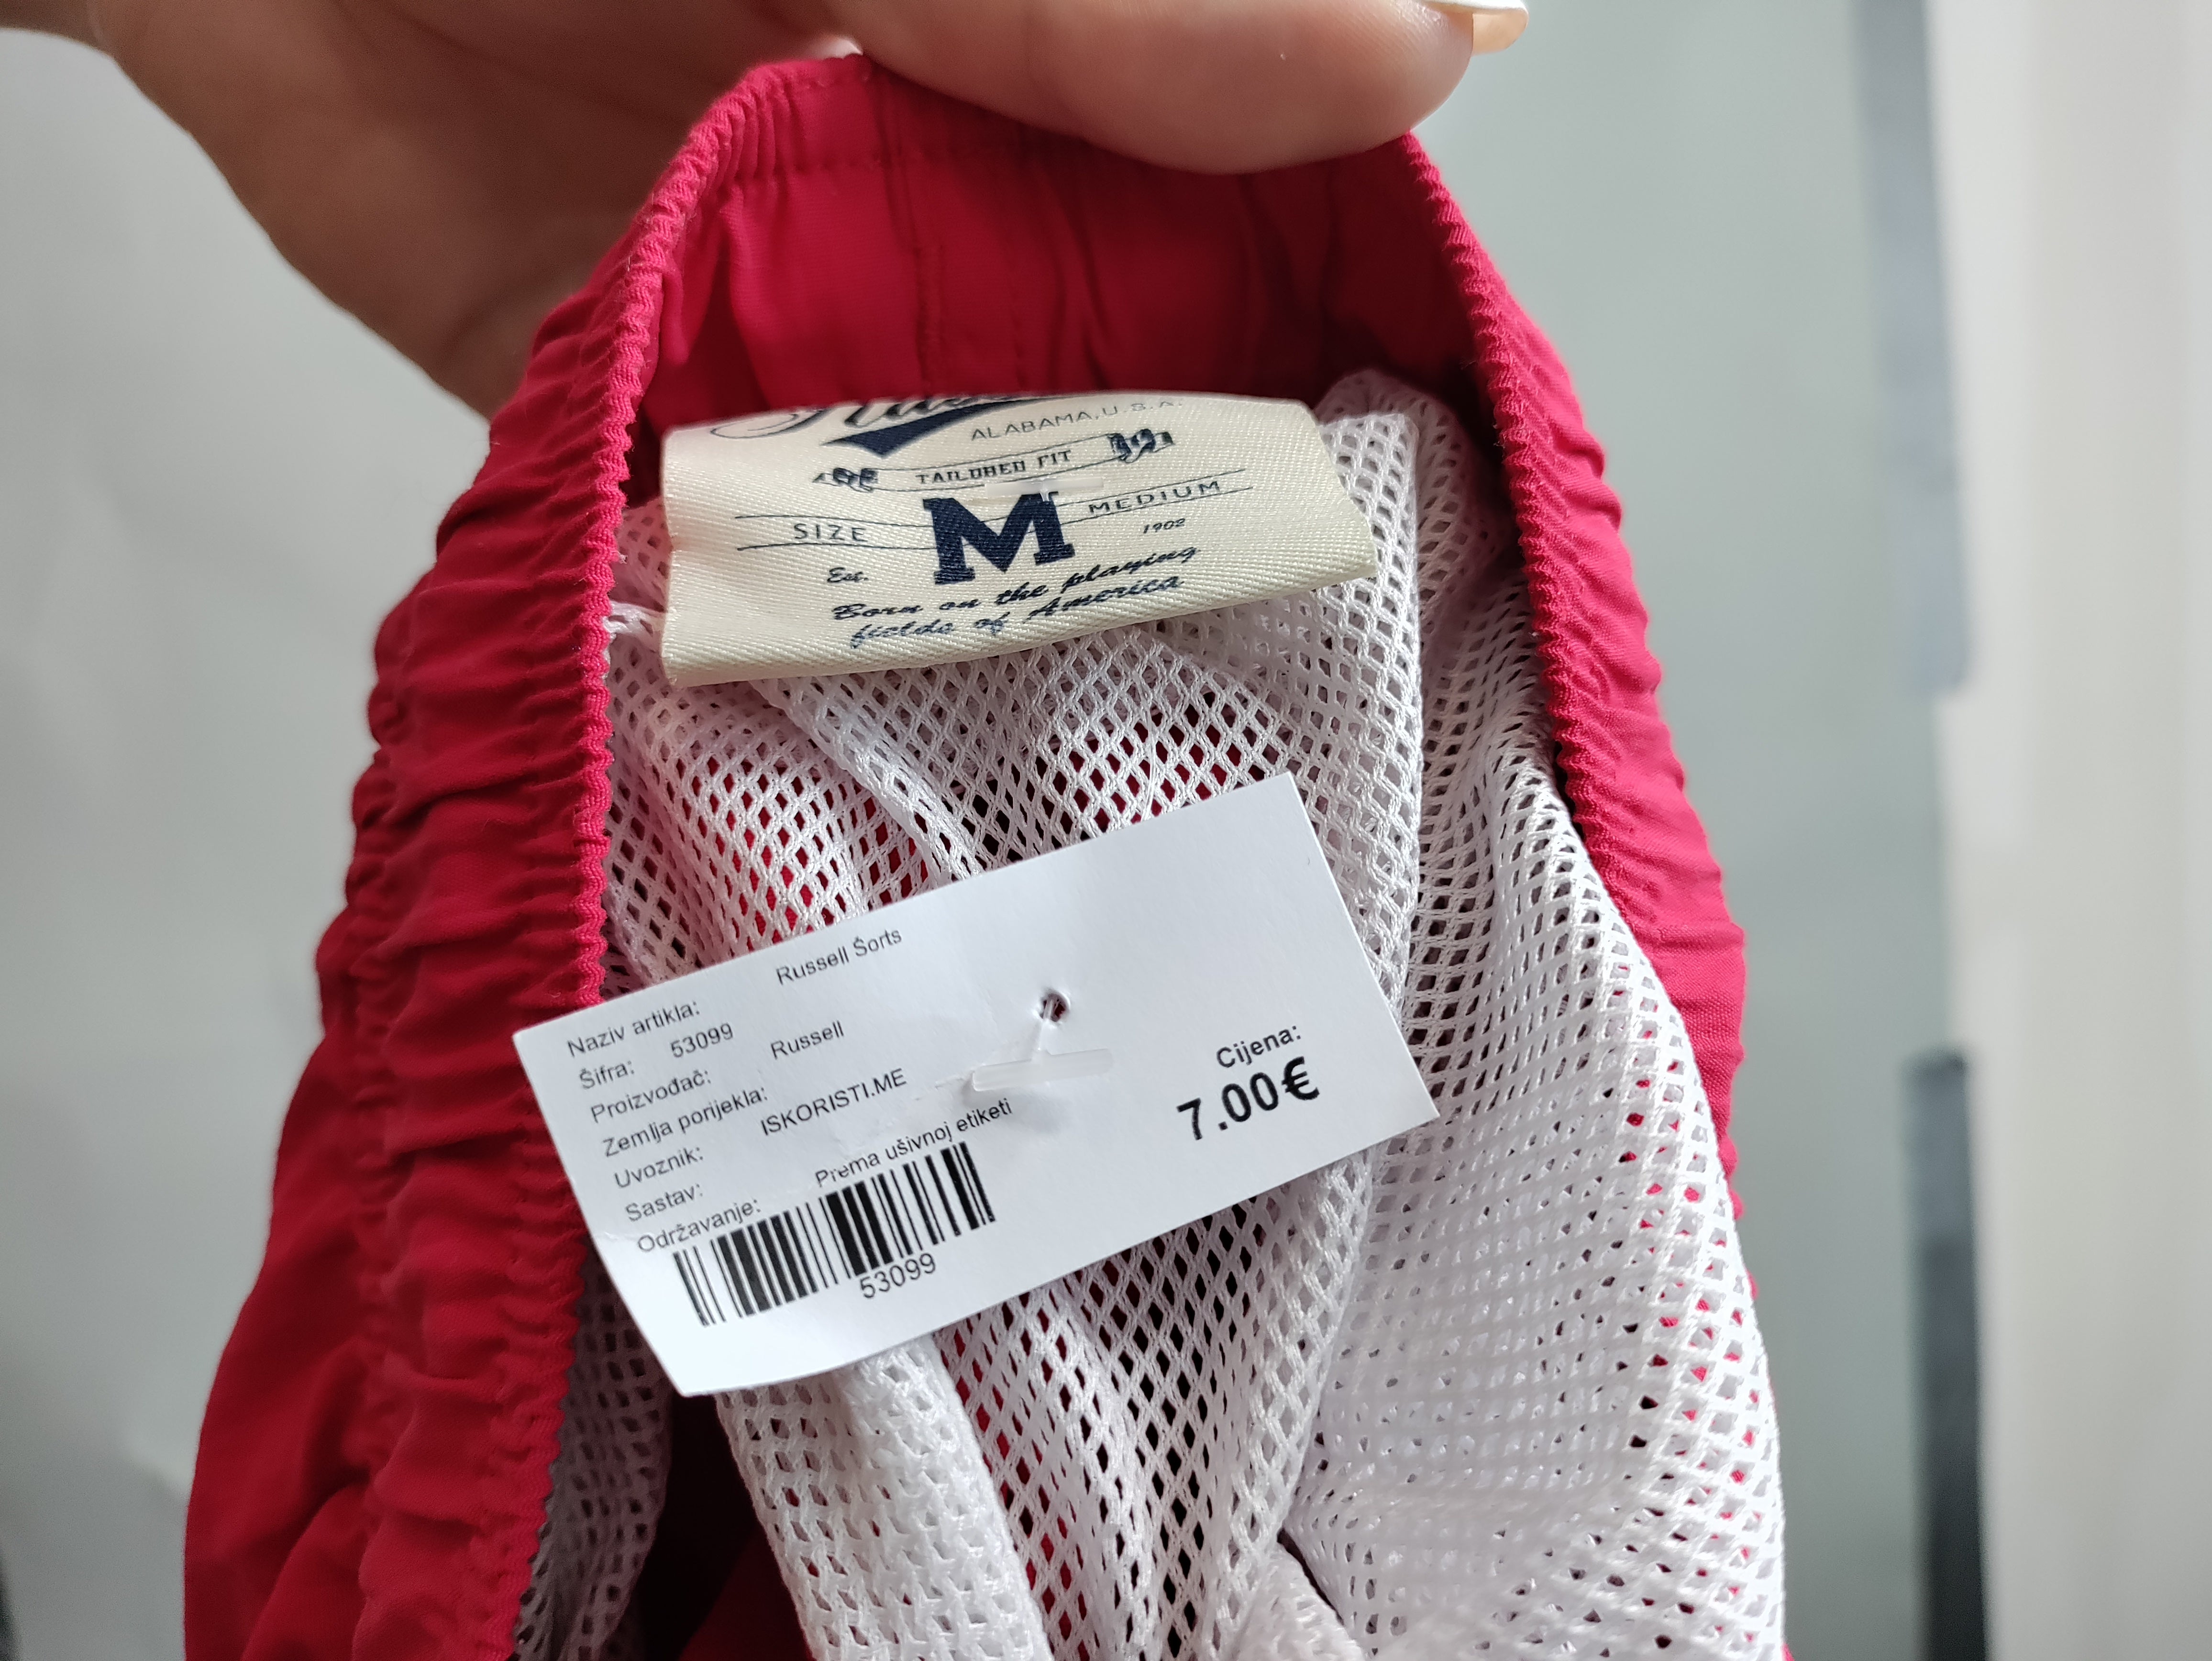 ALABAMA, U.S.A.
TAILORED FIT
SIZE M MEDIUM
Est. 1902
Born on the playing
fields of America
Naziv artikla: Russell Šorts
Šifra: 53099
Proizvođač: Russell
Zemlja porijekla:
Uvoznik: ISKORISTI.ME
Sastav:
Održavanje: Prema ušivnoj etiketi
53099
Cijena:
7.00€